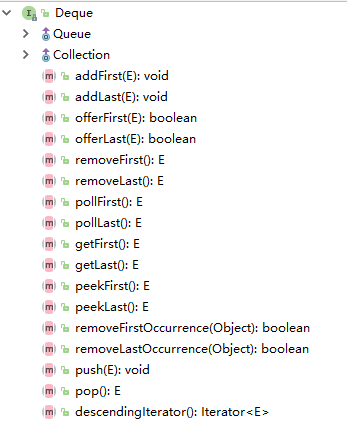 Deque
Queue
Collection
addFirst(E): void
addLast(E): void
offerFirst(E): boolean
offerLast(E): boolean
removeFirst(): E
removeLast(): E
pollFirst(): E
pollLast(): E
getFirst(): E
getLast(): E
peekFirst(): E
peekLast(): E
removeFirstOccurrence(Object): boolean
removeLastOccurrence(Object): boolean
push(E): void
pop(): E
descendingIterator(): Iterator<E>